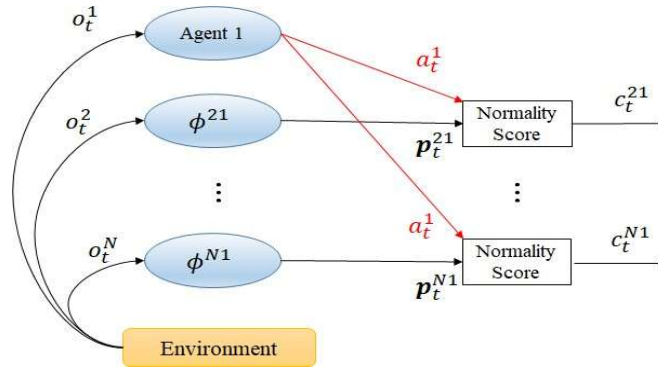 o_t^1
Agent 1
a_t^1
c_t^{21}
o_t^2
ϕ^{21}
Normality
Score
p_t^{21}
⋮
⋮
a_t^1
o_t^N
ϕ^{N1}
Normality
Score
c_t^{N1}
p_t^{N1}
Environment